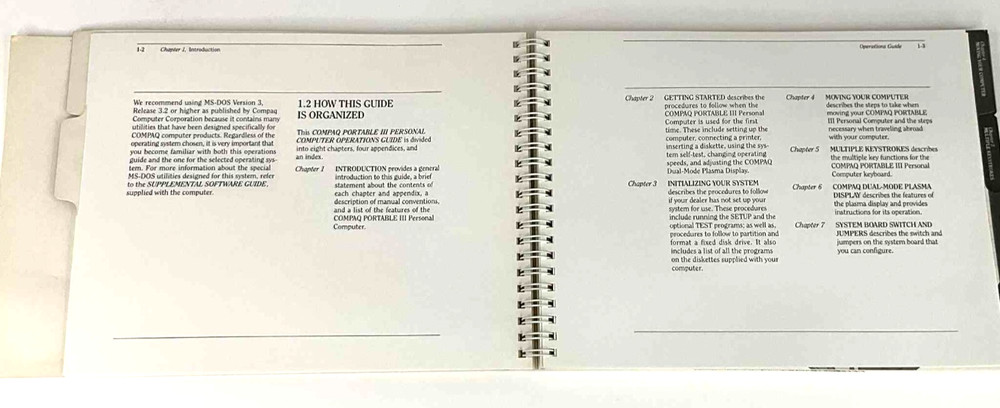 1-2 Chapter 1, Introduction
We recommend using MS-DOS Version 3,
Release 3.2 or higher as published by Compaq
Computer Corporation because it contains many
utilities that have been designed specifically for
COMPAQ computer products. Regardless of the
operating system chosen, it is very important that
you become familiar with both this operations
guide and the one for the selected operating sys-
tem. For more information about the special
MS-DOS utilities designed for this system, refer
to the SUPPLEMENTAL SOFTWARE GUIDE,
supplied with the computer.
1.2 HOW THIS GUIDE
IS ORGANIZED
This COMPAQ PORTABLE III PERSONAL
COMPUTER OPERATIONS GUIDE is divided
into eight chapters, four appendices, and
an index.
Chapter 1 INTRODUCTION provides a general
introduction to this guide, a brief
statement about the contents of
each chapter and appendix, a
description of manual conventions,
and a list of the features of the
COMPAQ PORTABLE III Personal
Computer.
Operations Guide 1-3
Chapter 2 GETTING STARTED describes the
procedures to follow when the
COMPAQ PORTABLE III Personal
Computer is used for the first
time. These include setting up the
computer, connecting a printer,
inserting a diskette, using the sys-
tem self-test, changing operating
speeds, and adjusting the COMPAQ
Dual-Mode Plasma Display.
Chapter 3 INITIALIZING YOUR SYSTEM
describes the procedures to follow
if your dealer has not set up your
system for use. These procedures
include running the SETUP and the
optional TEST programs; as well as,
procedures to follow to partition and
format a fixed disk drive. It also
includes a list of all the programs
on the diskettes supplied with your
computer.
Chapter 4 MOVING YOUR COMPUTER
describes the steps to take when
moving your COMPAQ PORTABLE
III Personal Computer and the steps
necessary when traveling abroad
with your computer.
Chapter 5 MULTIPLE KEYSTROKES describes
the multiple key functions for the
COMPAQ PORTABLE III Personal
Computer keyboard.
Chapter 6 COMPAQ DUAL-MODE PLASMA
DISPLAY describes the features of
the plasma display and provides
instructions for its operation.
Chapter 7 SYSTEM BOARD SWITCH AND
JUMPERS describes the switch and
jumpers on the system board that
you can configure.
Chapter 4
MOVING YOUR COMPUTER
Chapter 5
MULTIPLE KEYSTROKES